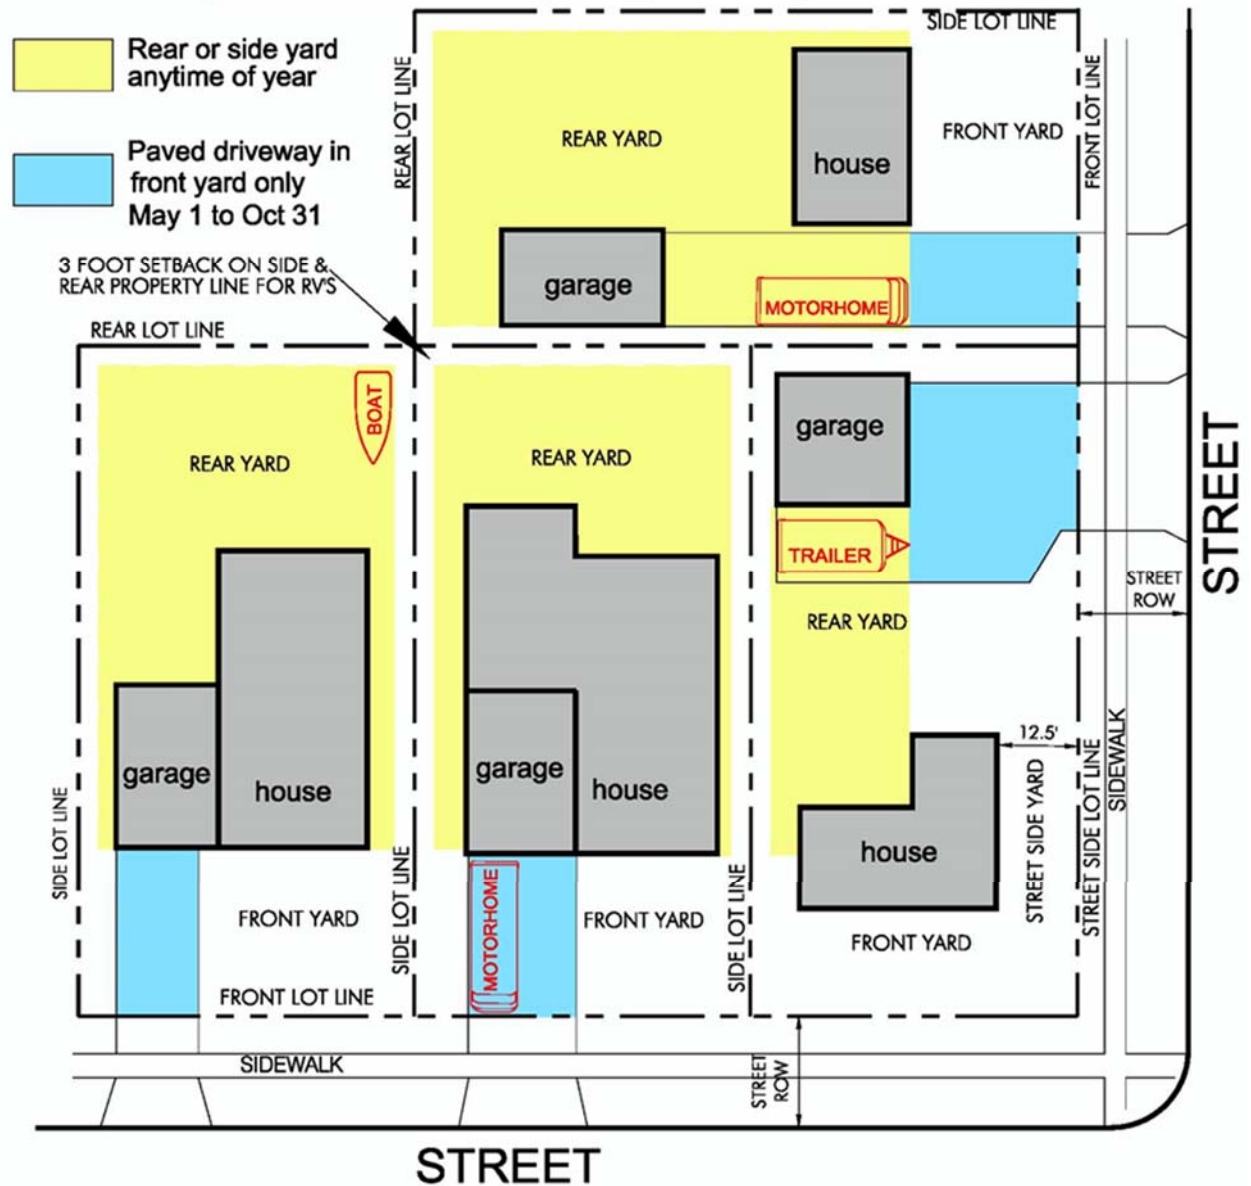 Rear or side yard
anytime of year
Paved driveway in
front yard only
May 1 to Oct 31
3 FOOT SETBACK ON SIDE &
REAR PROPERTY LINE FOR RV'S
SIDE LOT LINE
REAR LOT LINE
REAR YARD
house
FRONT YARD
FRONT LOT LINE
garage
MOTORHOME
REAR LOT LINE
BOAT
REAR YARD
garage
house
SIDE LOT LINE
FRONT YARD
SIDE LOT LINE
FRONT LOT LINE
REAR YARD
garage
house
MOTORHOME
FRONT YARD
SIDE LOT LINE
garage
TRAILER
REAR YARD
12.5'
STREET SIDE YARD
STREET SIDE LOT LINE
SIDEWALK
house
FRONT YARD
STREET
ROW
STREET
SIDEWALK
STREET
ROW
STREET